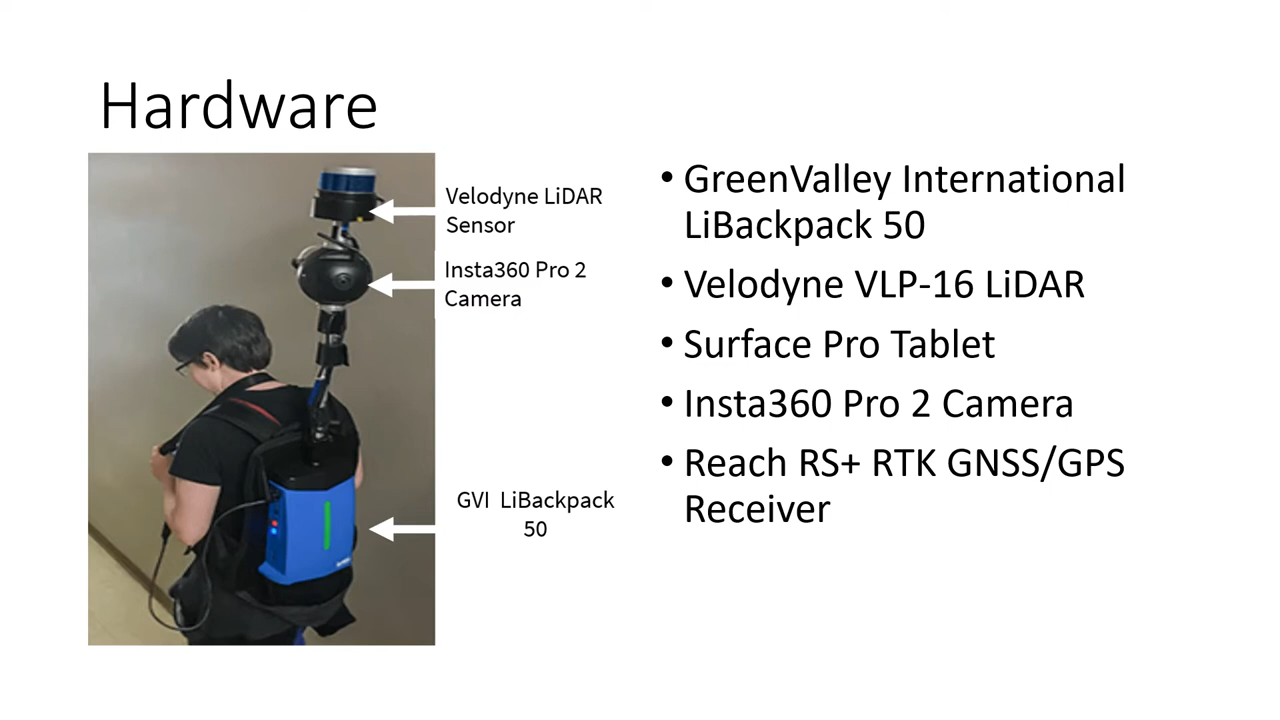 Hardware
Velodyne LiDAR
Sensor
Insta360 Pro 2
Camera
GVI LiBackpack
50
• GreenValley International
LiBackpack 50
• Velodyne VLP-16 LiDAR
• Surface Pro Tablet
• Insta360 Pro 2 Camera
• Reach RS+ RTK GNSS/GPS
Receiver